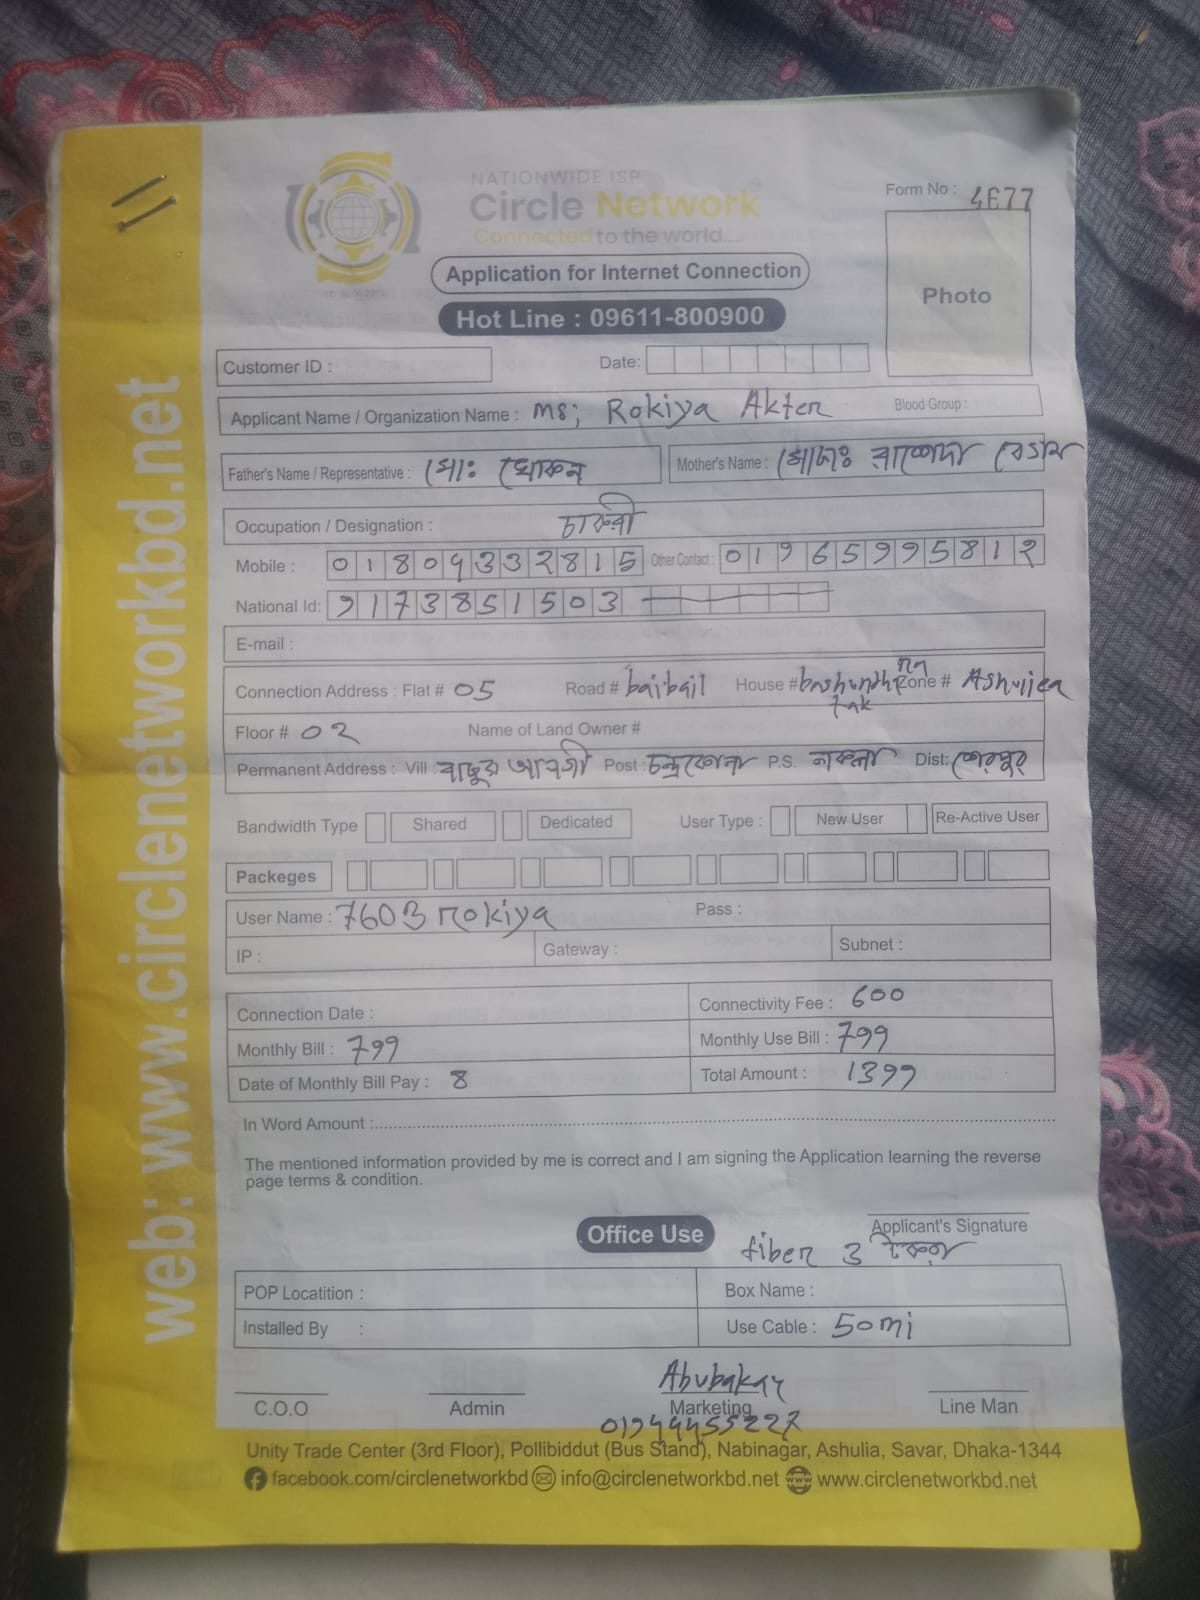 NATIONWIDE ISP
Circle Network
Connected to the world....
Form No : 4677
Photo
Application for Internet Connection
Hot Line : 09611-800900
Customer ID :
Date:
Applicant Name / Organization Name : ms; Rokiya Akter
Blood Group :
Father's Name / Representative : মোঃ খোকন
Mother's Name : মোছাঃ রাশেদা বেগম
Occupation / Designation : চাকরী
Mobile : 01809332815 Other Contact : 01965995812
National Id: 9173851503
E-mail :
Connection Address : Flat # 05 Road # baibail House # bashundhra tak Zone # Ashuliea
Floor # 02 Name of Land Owner #
Permanent Address : Vill : Post : চন্দ্রকোনা P.S. নকলা Dist: শেরপুর
Bandwidth Type Shared Dedicated User Type : New User Re-Active User
Packeges
User Name : 7603 rokiya Pass :
IP : Gateway : Subnet :
Connection Date : Connectivity Fee : 600
Monthly Bill : 799 Monthly Use Bill : 799
Date of Monthly Bill Pay : 8 Total Amount : 1399
In Word Amount :
The mentioned information provided by me is correct and I am signing the Application learning the reverse
page terms & condition.
Applicant's Signature
Office Use
fiber 3
POP Locatition : Box Name :
Installed By : Use Cable : 50mi
Abubakar
C.O.O Admin Marketing Line Man
Unity Trade Center (3rd Floor), Pollibiddut (Bus Stand), Nabinagar, Ashulia, Savar, Dhaka-1344
facebook.com/circlenetworkbd info@circlenetworkbd.net www.circlenetworkbd.net
web: www.circlenetworkbd.net